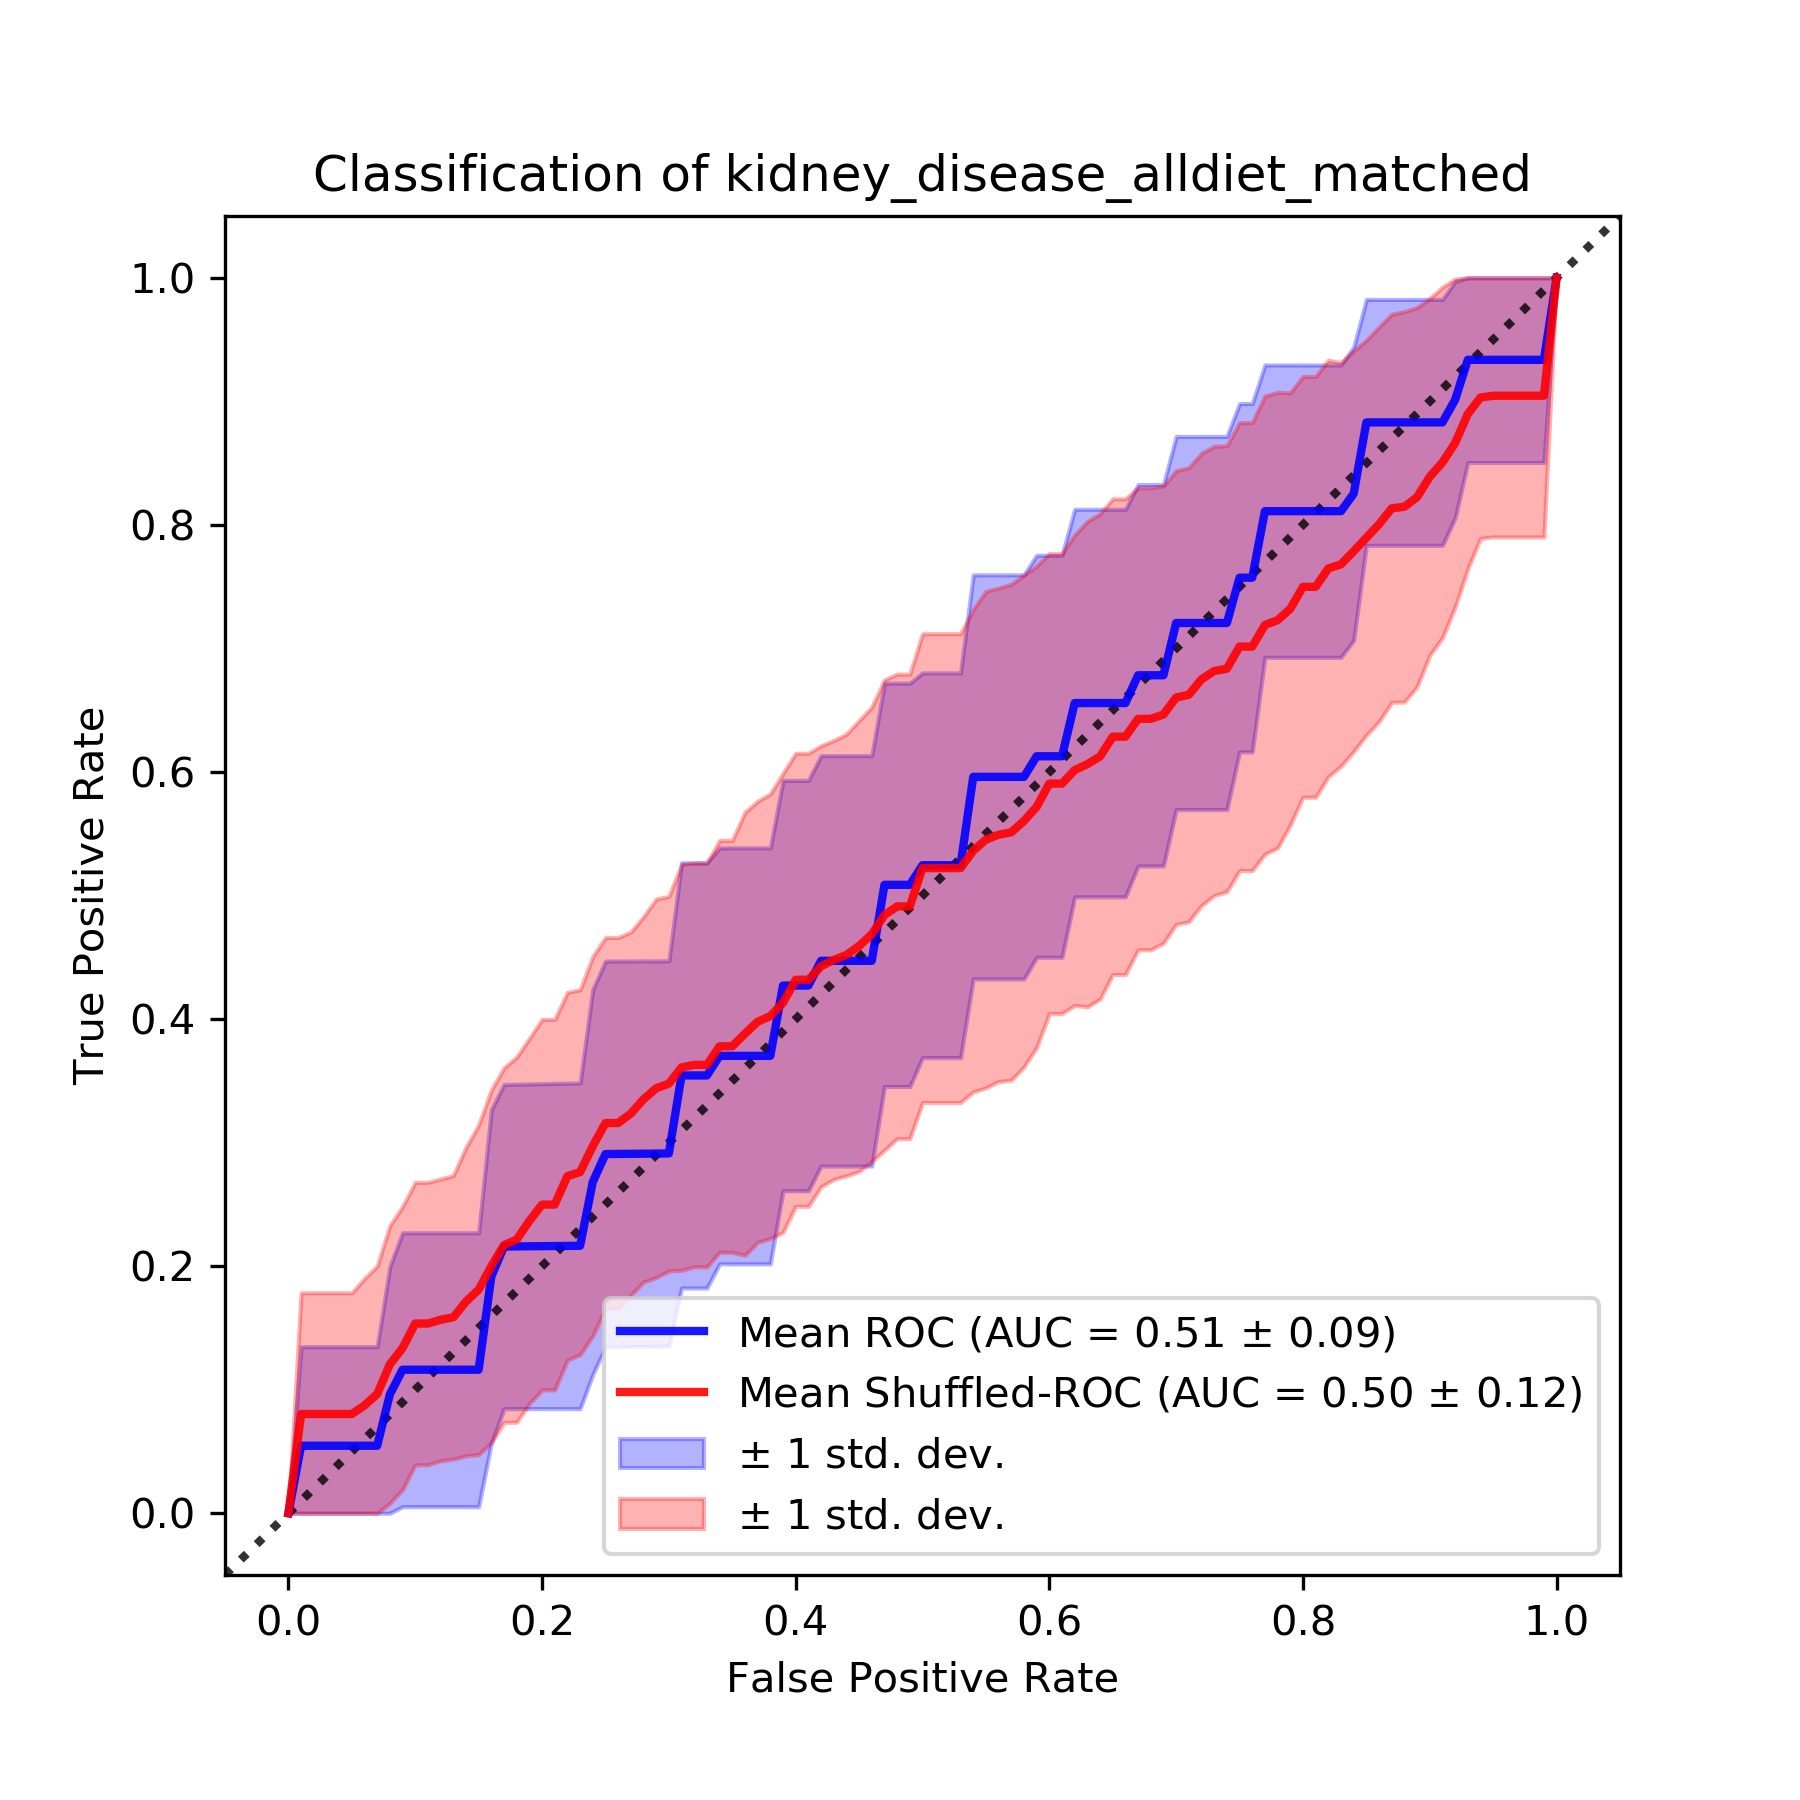 Classification of kidney_disease_alldiet_matched
True Positive Rate
1.0
0.8
0.6
0.4
0.2
0.0
Mean ROC (AUC = 0.51 ± 0.09)
Mean Shuffled-ROC (AUC = 0.50 ± 0.12)
± 1 std. dev.
± 1 std. dev.
0.0 0.2 0.4 0.6 0.8 1.0
False Positive Rate